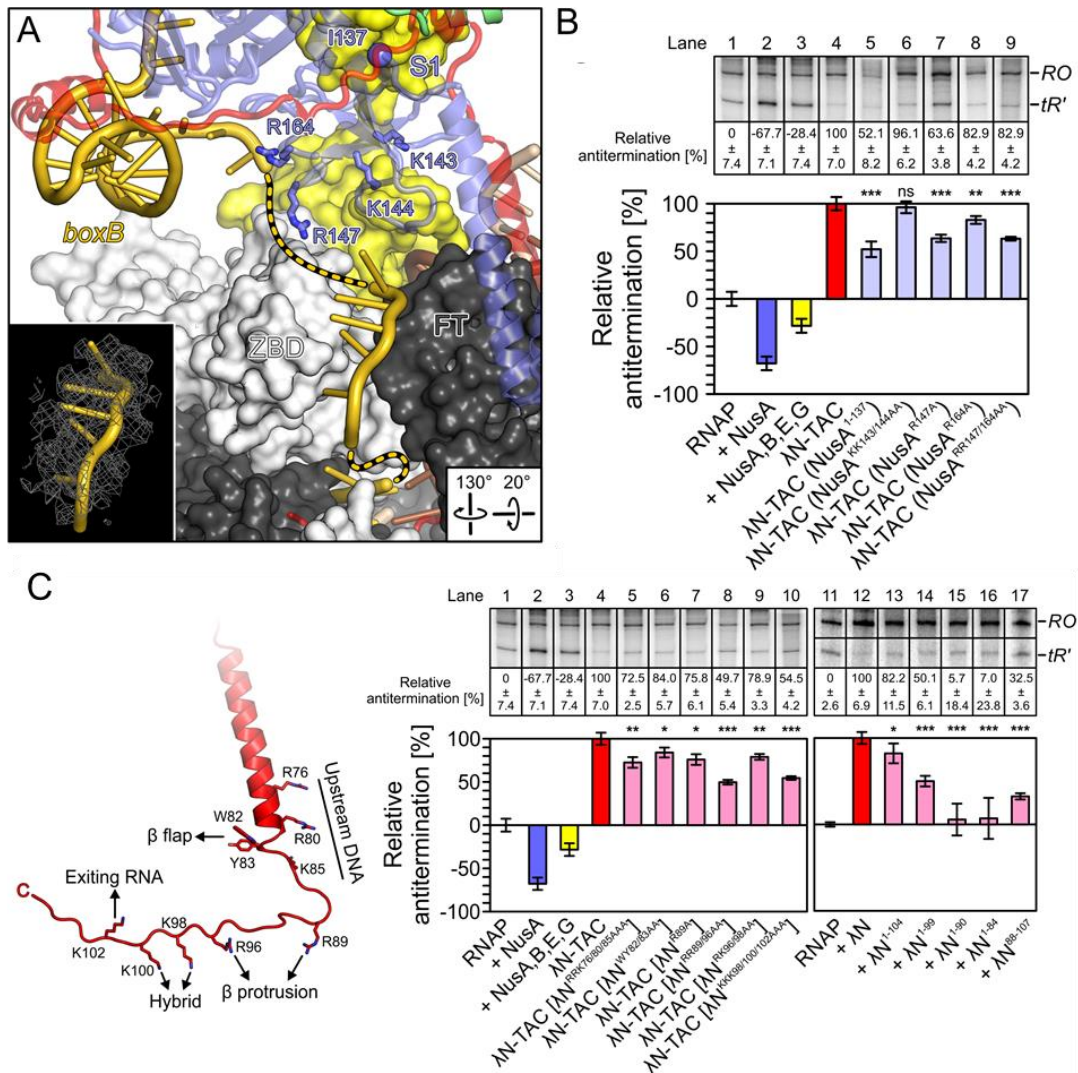 A
I137
S1
R164
K143
K144
R147
boxB
ZBD
FT
130° 20°
B
Lane 1 2 3 4 5 6 7 8 9
RO
tR'
Relative antitermination [%]
0 -67.7 -28.4 100 52.1 96.1 63.6 82.9 82.9
± ± ± ± ± ± ± ± ±
7.4 7.1 7.4 7.0 8.2 6.2 3.8 4.2 4.2
*** ns *** ** ***
Relative antitermination [%]
100
50
0
-50
-100
RNAP
+ NusA
+ NusA,B,E,G
λN-TAC
λN-TAC (NusA1-137)
λN-TAC (NusAKK143/144AA)
λN-TAC (NusAR147A)
λN-TAC (NusAR164A)
λN-TAC (NusARR147/164AA)
C
R76
Upstream DNA
W82
R80
β flap
Y83
K85
C
Exiting RNA
K98
R96
R89
K102
K100
Hybrid
β protrusion
Lane 1 2 3 4 5 6 7 8 9 10
Relative antitermination [%]
0 -67.7 -28.4 100 72.5 84.0 75.8 49.7 78.9 54.5
± ± ± ± ± ± ± ± ± ±
7.4 7.1 7.4 7.0 2.5 5.7 6.1 5.4 3.3 4.2
** * * *** ** ***
Relative antitermination [%]
100
50
0
-50
-100
RNAP
+ NusA
+ NusA,B,E,G
λN-TAC
λN-TAC [λNRRK76/80/85AAA]
λN-TAC [λNWY82/83AA]
λN-TAC [λNR89A]
λN-TAC [λNRR89/96AA]
λN-TAC [λNRK96/98AA]
λN-TAC [λNKKK98/100/102AAA]
11 12 13 14 15 16 17
RO
tR'
0 100 82.2 50.1 5.7 7.0 32.5
± ± ± ± ± ± ±
2.6 6.9 11.5 6.1 18.4 23.8 3.6
* *** *** *** ***
RNAP
+ λN
+ λN1-104
+ λN1-99
+ λN1-90
+ λN1-84
+ λN88-107